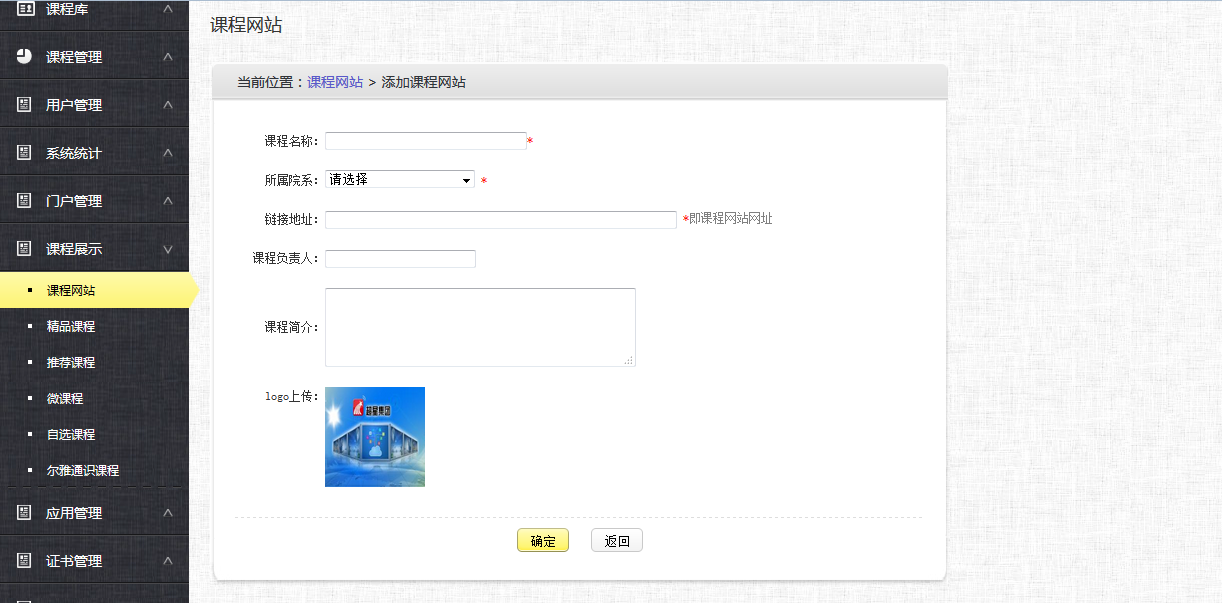 课程库
课程管理
用户管理
系统统计
门户管理
课程展示
课程网站
精品课程
推荐课程
微课程
自选课程
尔雅通识课程
应用管理
证书管理
课程网站
当前位置：课程网站 > 添加课程网站
课程名称： *
所属院系： 请选择 *
链接地址： *即课程网站网址
课程负责人：
课程简介：
logo上传：
超星集团
确定 返回